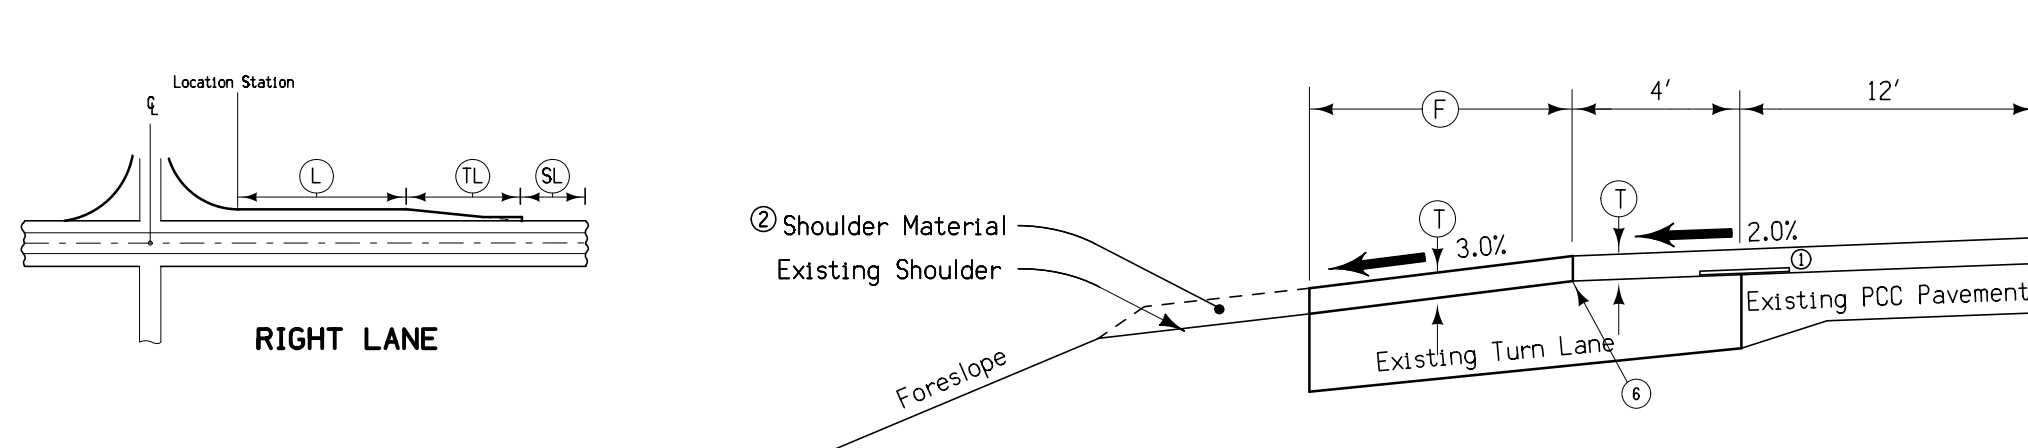 Location Station
℄
L
TL
SL
RIGHT LANE
F
4'
12'
T
T
3.0%
2.0%
② Shoulder Material
Existing Shoulder
①
Existing PCC Pavement
Existing Turn Lane
Foreslope
⑥